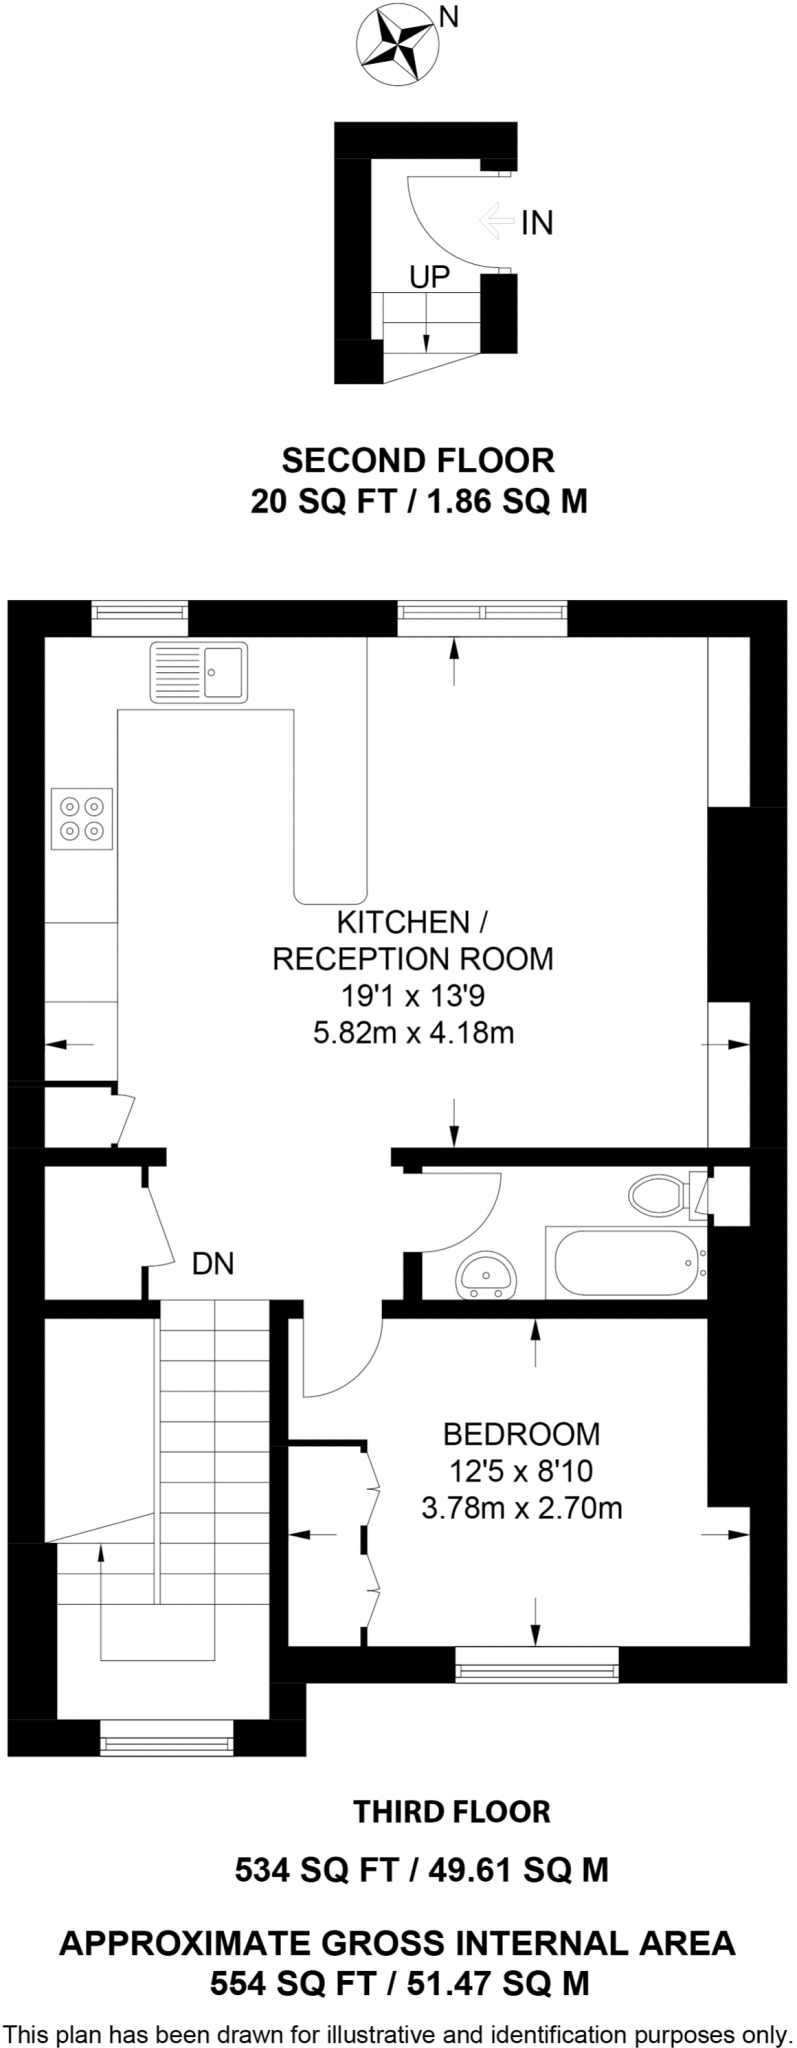 N
IN
UP
SECOND FLOOR
20 SQ FT / 1.86 SQ M
KITCHEN /
RECEPTION ROOM
19'1 x 13'9
5.82m x 4.18m
DN
BEDROOM
12'5 x 8'10
3.78m x 2.70m
THIRD FLOOR
534 SQ FT / 49.61 SQ M
APPROXIMATE GROSS INTERNAL AREA
554 SQ FT / 51.47 SQ M
This plan has been drawn for illustrative and identification purposes only.